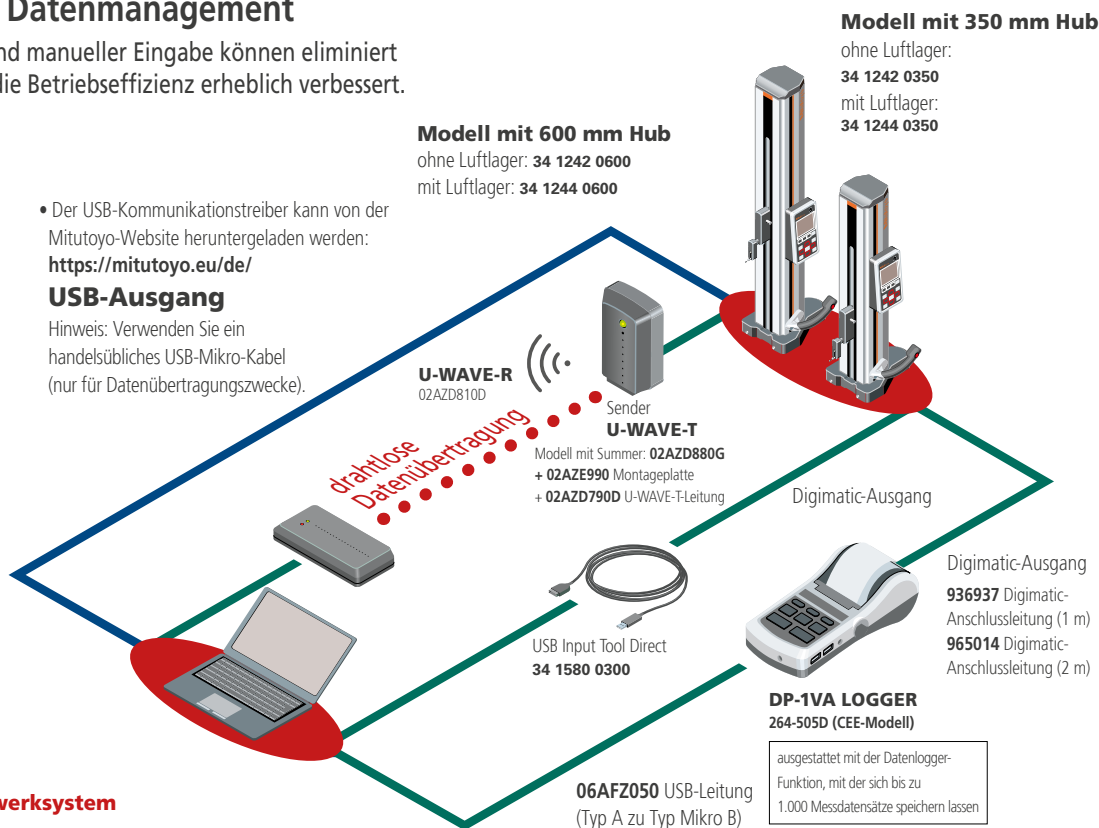 Datenmanagement
nd manueller Eingabe können eliminiert
die Betriebseffizienz erheblich verbessert.
Modell mit 350 mm Hub
ohne Luftlager:
34 1242 0350
mit Luftlager:
34 1244 0350
Modell mit 600 mm Hub
ohne Luftlager: 34 1242 0600
mit Luftlager: 34 1244 0600
• Der USB-Kommunikationstreiber kann von der
Mitutoyo-Website heruntergeladen werden:
https://mitutoyo.eu/de/
USB-Ausgang
Hinweis: Verwenden Sie ein
handelsübliches USB-Mikro-Kabel
(nur für Datenübertragungszwecke).
U-WAVE-R
02AZD810D
drahtlose
Datenübertragung
Sender
U-WAVE-T
Modell mit Summer: 02AZD880G
+ 02AZE990 Montageplatte
+ 02AZD790D U-WAVE-T-Leitung
Digimatic-Ausgang
USB Input Tool Direct
34 1580 0300
Digimatic-Ausgang
936937 Digimatic-
Anschlussleitung (1 m)
965014 Digimatic-
Anschlussleitung (2 m)
DP-1VA LOGGER
264-505D (CEE-Modell)
ausgestattet mit der Datenlogger-
Funktion, mit der sich bis zu
1.000 Messdatensätze speichern lassen
06AFZ050 USB-Leitung
(Typ A zu Typ Mikro B)
werksystem